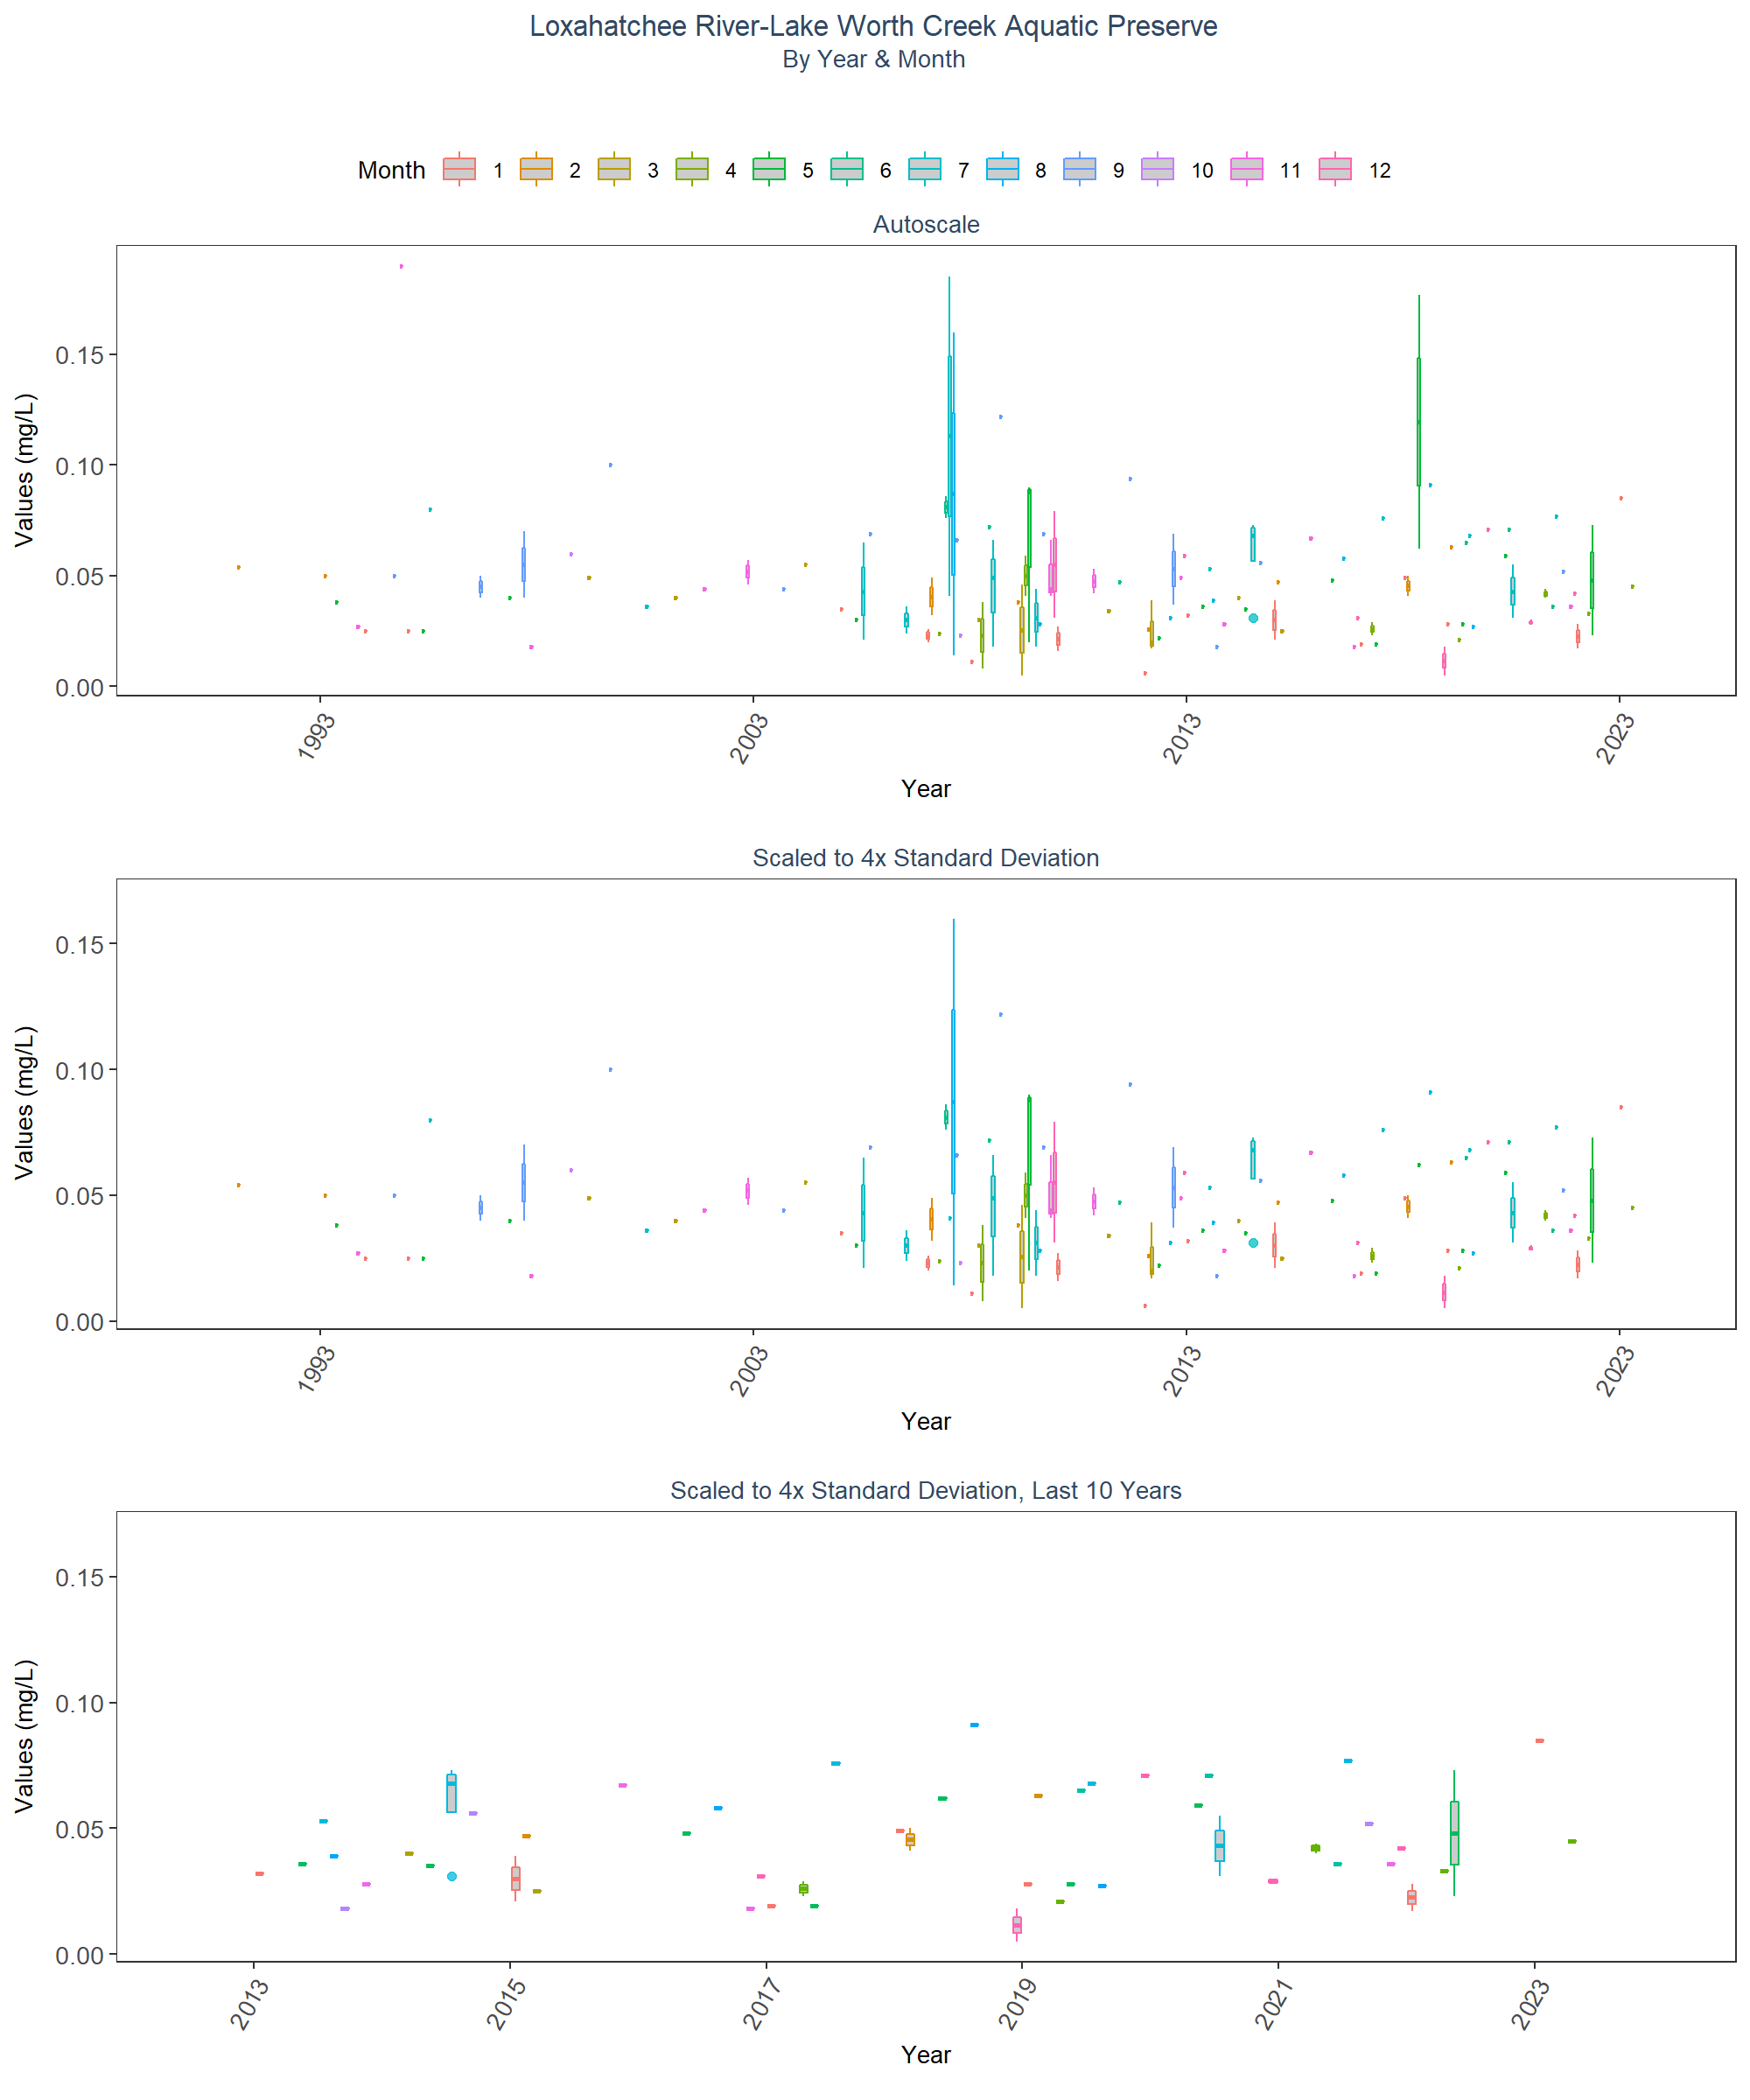 Loxahatchee River-Lake Worth Creek Aquatic Preserve
By Year & Month
Month 1 2 3 4 5 6 7 8 9 10 11 12
Autoscale
Values (mg/L)
0.15
0.10
0.05
0.00
1993 2003 2013 2023
Year
Scaled to 4x Standard Deviation
Values (mg/L)
0.15
0.10
0.05
0.00
1993 2003 2013 2023
Year
Scaled to 4x Standard Deviation, Last 10 Years
Values (mg/L)
0.15
0.10
0.05
0.00
2013 2015 2017 2019 2021 2023
Year